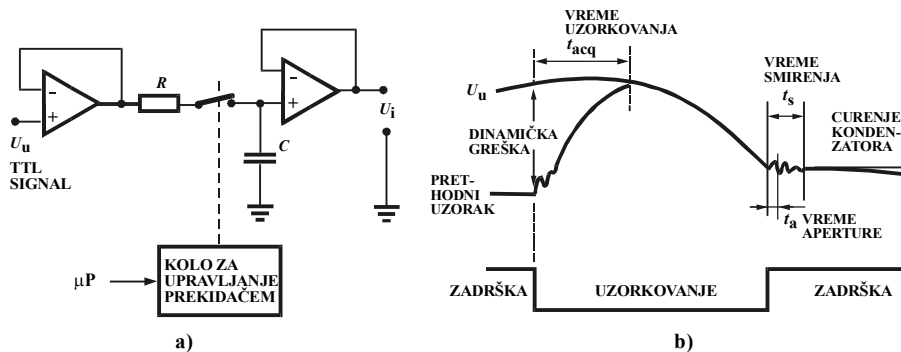 R
−
+
U_u
TTL
SIGNAL
−
+
C
U_i
μP
KOLO ZA
UPRAVLJANJE
PREKIDAČEM
a)
VREME
UZORKOVANJA
t_acq
U_u
DINAMIČKA
GREŠKA
PRET-
HODNI
UZORAK
VREME
SMIRENJA
t_s
CURENJE
KONDEN-
ZATORA
t_a
VREME
APERTURE
ZADRŠKA
UZORKOVANJE
ZADRŠKA
b)